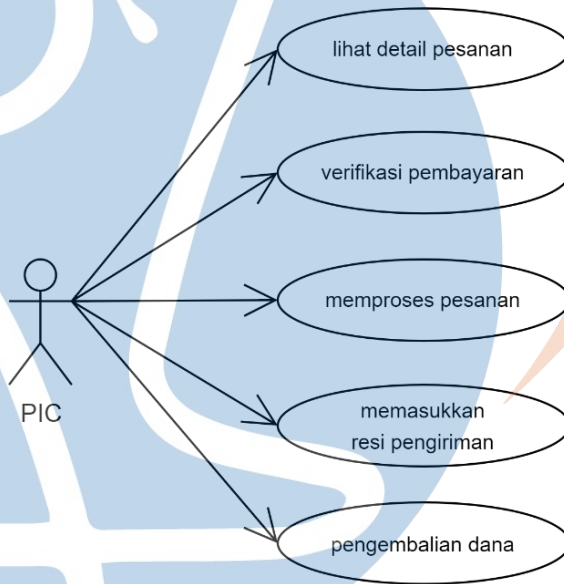 lihat detail pesanan
verifikasi pembayaran
memproses pesanan
PIC
memasukkan
resi pengiriman
pengembalian dana